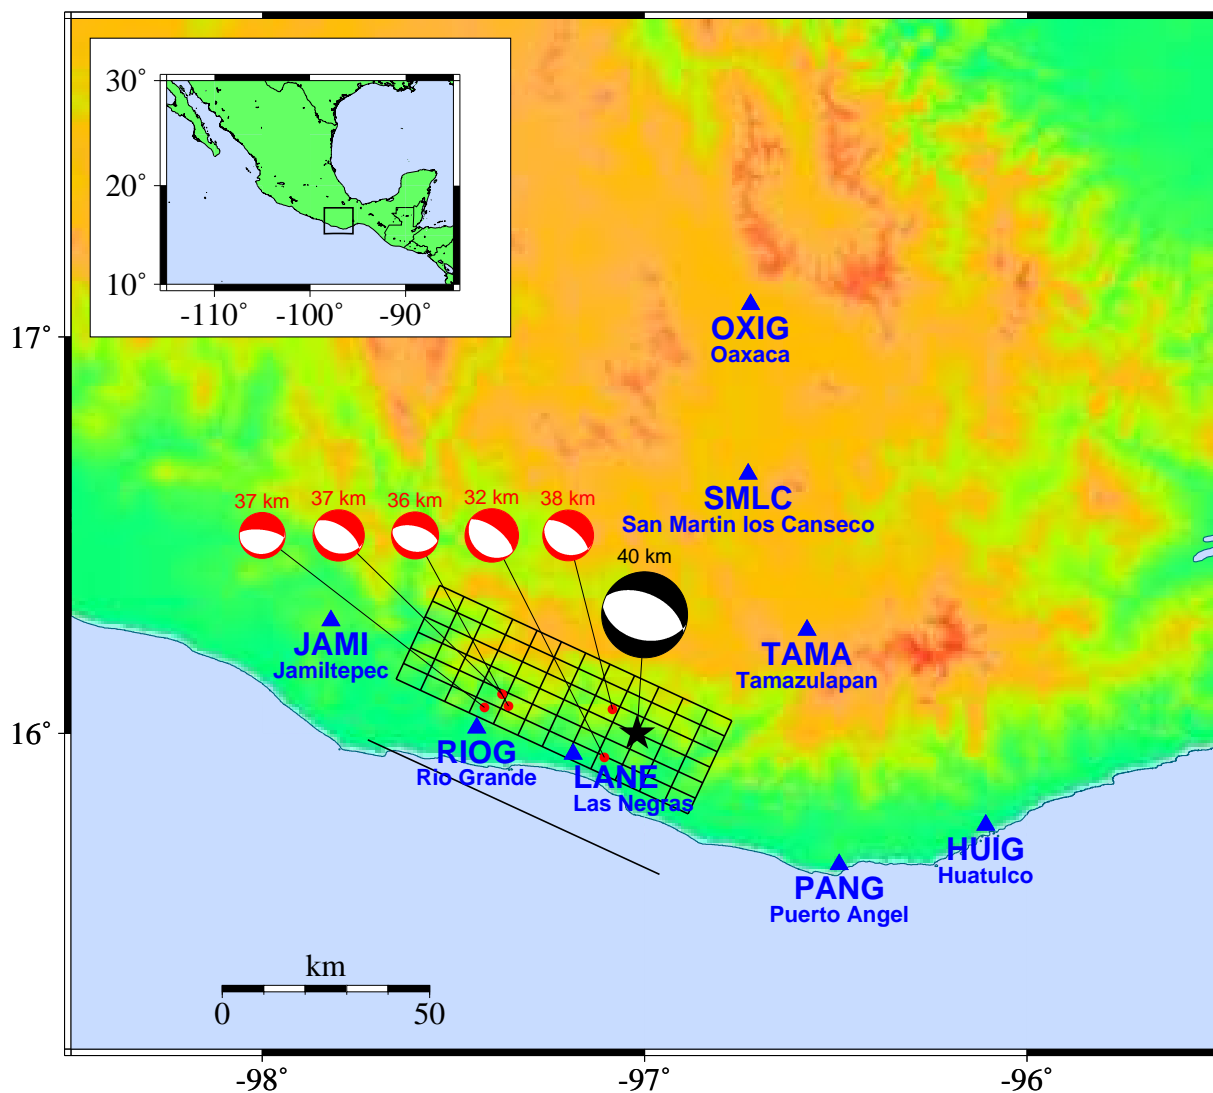 30°
20°
10°
-110°
-100°
-90°
17°
16°
OXIG
Oaxaca
SMLC
San Martin los Canseco
37 km
37 km
36 km
32 km
38 km
40 km
JAMI
Jamiltepec
TAMA
Tamazulapan
RIOG
Rio Grande
LANE
Las Negras
HUIG
Huatulco
PANG
Puerto Angel
km
0
50
-98°
-97°
-96°